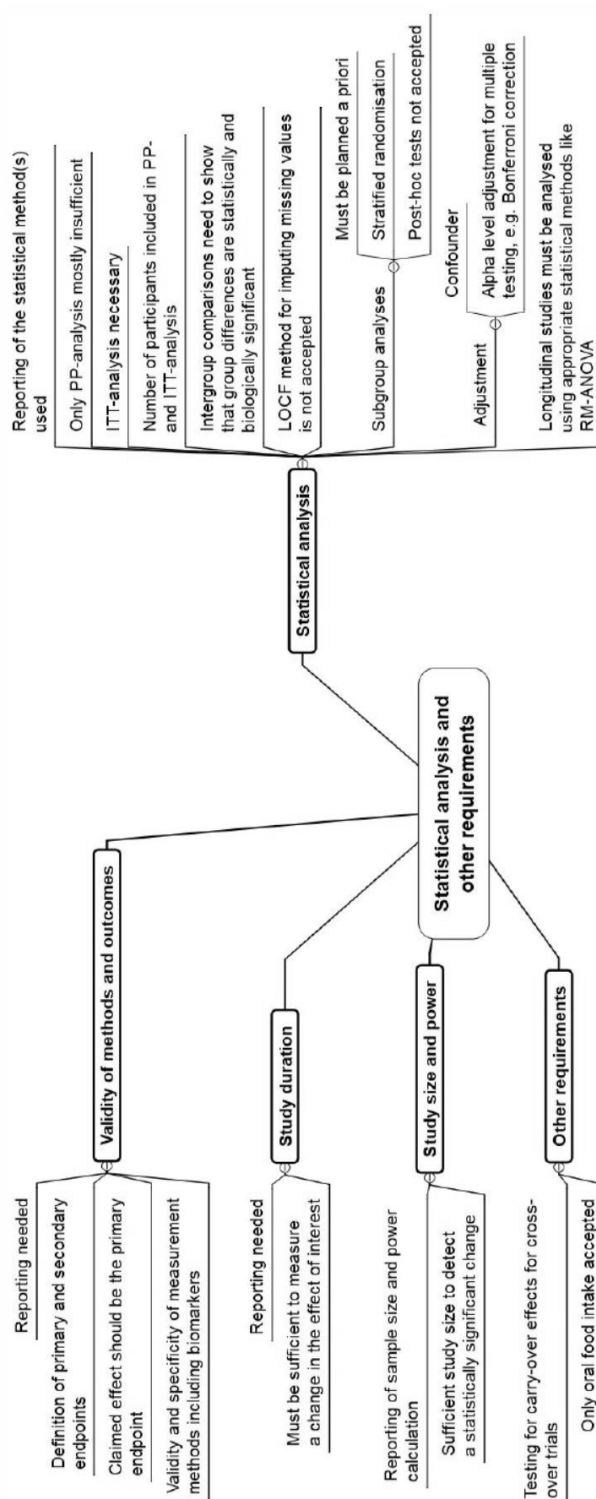 Statistical analysis and
other requirements
Validity of methods and outcomes
Reporting needed
Definition of primary and secondary
endpoints
Claimed effect should be the primary
endpoint
Validity and specificity of measurement
methods including biomarkers
Study duration
Reporting needed
Must be sufficient to measure
a change in the effect of interest
Study size and power
Reporting of sample size and power
calculation
Sufficient study size to detect
a statistically significant change
Other requirements
Testing for carry-over effects for cross-
over trials
Only oral food intake accepted
Statistical analysis
Reporting of the statistical method(s)
used
Only PP-analysis mostly insufficient
ITT-analysis necessary
Number of participants included in PP-
and ITT-analysis
Intergroup comparisons need to show
that group differences are statistically and
biologically significant
LOCF method for imputing missing values
is not accepted
Subgroup analyses
Must be planned a priori
Stratified randomisation
Post-hoc tests not accepted
Adjustment
Confounder
Alpha level adjustment for multiple
testing, e.g. Bonferroni correction
Longitudinal studies must be analysed
using appropriate statistical methods like
RM-ANOVA